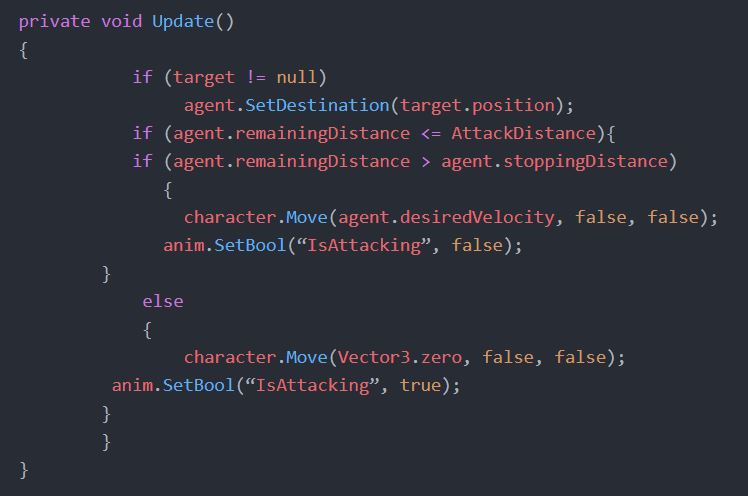 private void Update()
{
if (target != null)
agent.SetDestination(target.position);
if (agent.remainingDistance <= AttackDistance){
if (agent.remainingDistance > agent.stoppingDistance)
{
character.Move(agent.desiredVelocity, false, false);
anim.SetBool(“IsAttacking”, false);
}
else
{
character.Move(Vector3.zero, false, false);
anim.SetBool(“IsAttacking”, true);
}
}
}